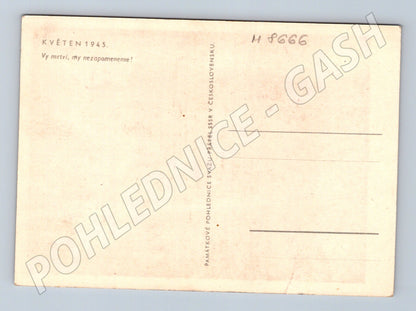 M 8666
KVĚTEN 1945.
Vy mrtví, my nezapomeneme!
PAMÁTKOVÉ POHLEDNICE SVAZU PŘÁTEL SSSR V ČESKOSLOVENSKU.
POHLEDNICE - GASH